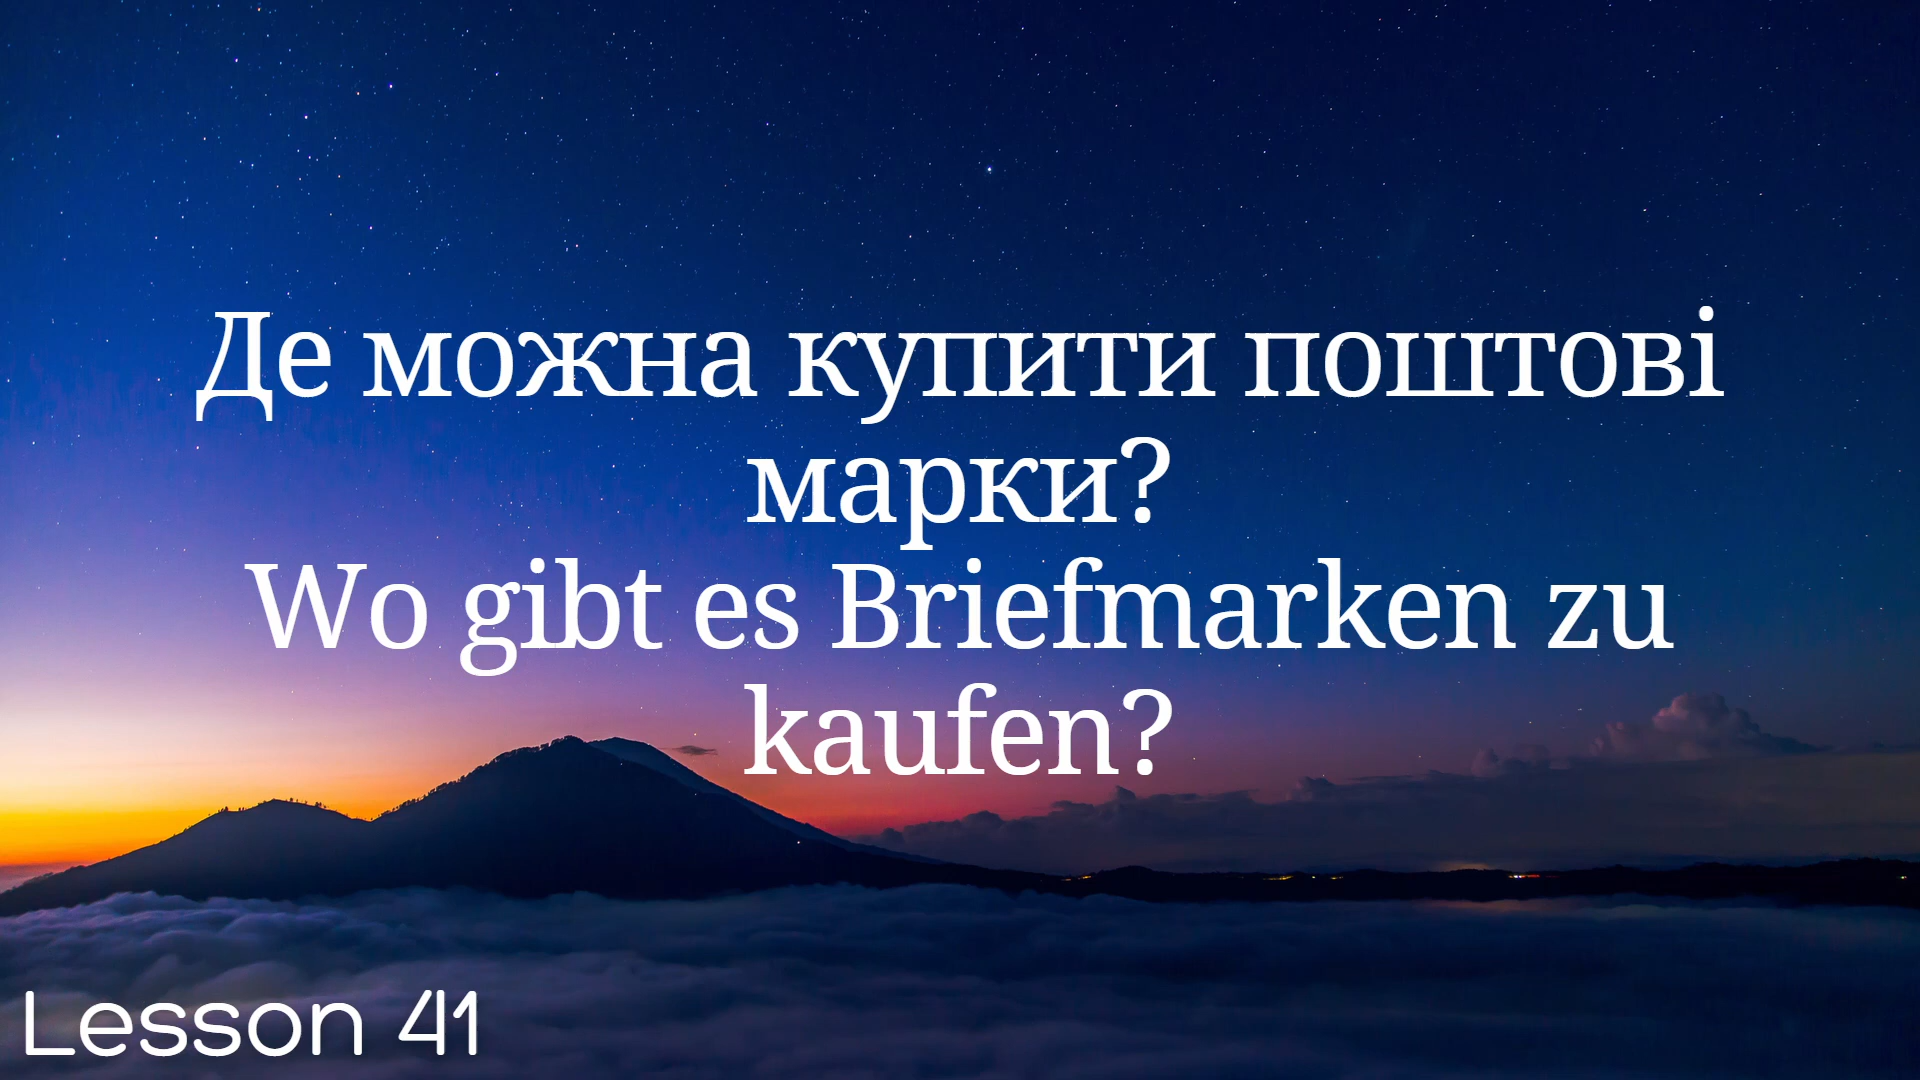 Де можна купити поштові
марки?
Wo gibt es Briefmarken zu
kaufen?
Lesson 41